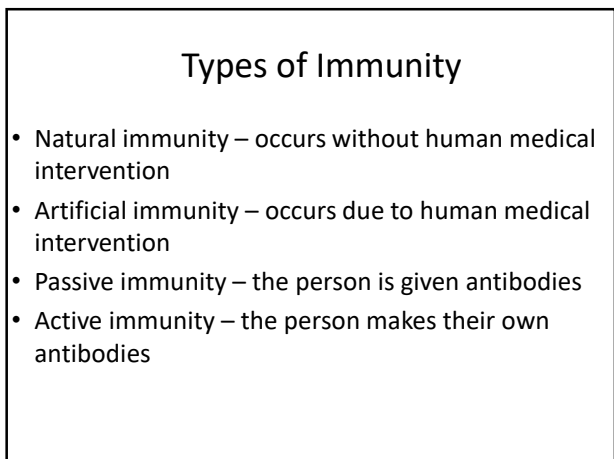 Types of Immunity
• Natural immunity – occurs without human medical
intervention
• Artificial immunity – occurs due to human medical
intervention
• Passive immunity – the person is given antibodies
• Active immunity – the person makes their own
antibodies